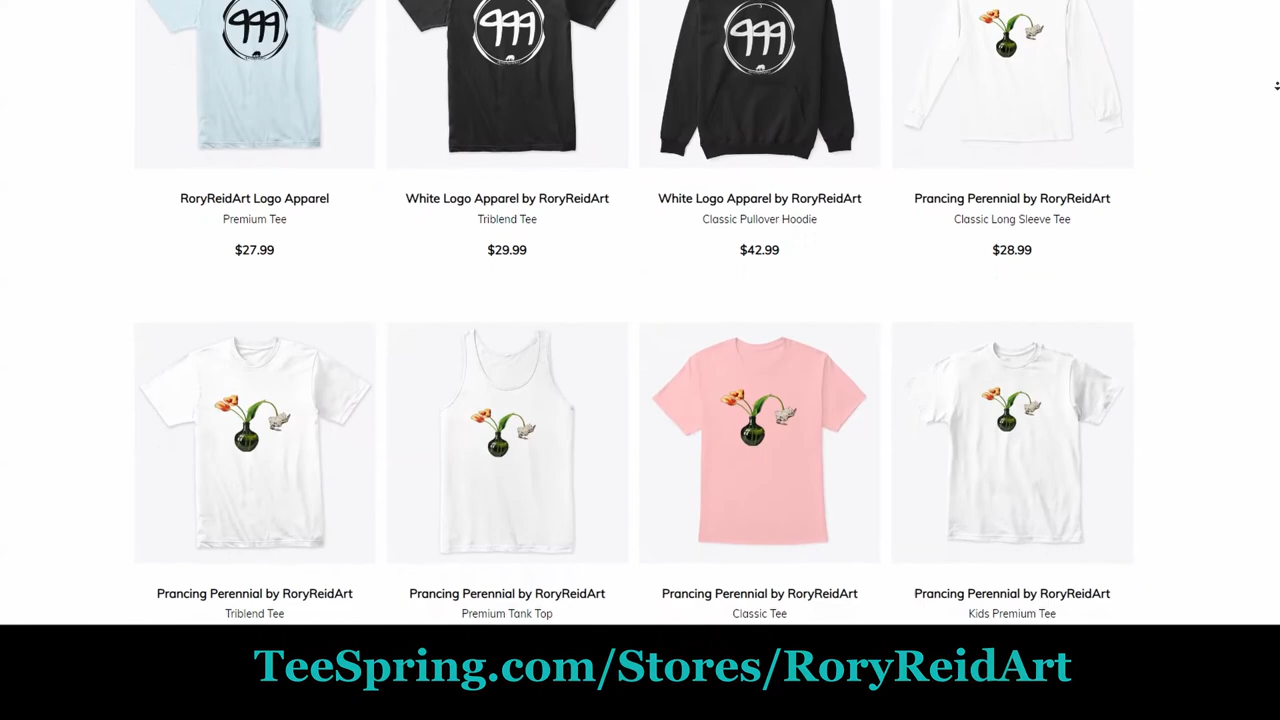 RoryReidArt Logo Apparel
Premium Tee
$27.99
White Logo Apparel by RoryReidArt
Triblend Tee
$29.99
White Logo Apparel by RoryReidArt
Classic Pullover Hoodie
$42.99
Prancing Perennial by RoryReidArt
Classic Long Sleeve Tee
$28.99
Prancing Perennial by RoryReidArt
Triblend Tee
Prancing Perennial by RoryReidArt
Premium Tank Top
Prancing Perennial by RoryReidArt
Classic Tee
Prancing Perennial by RoryReidArt
Kids Premium Tee
TeeSpring.com/Stores/RoryReidArt